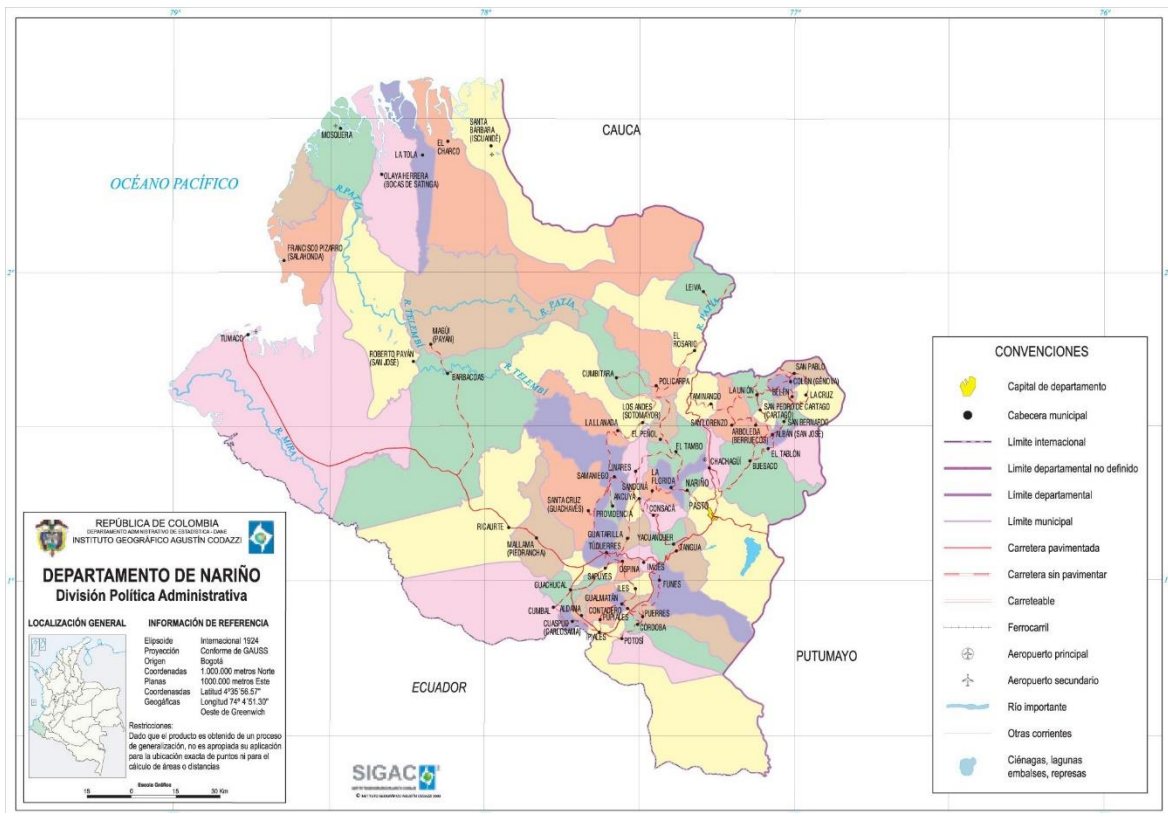 79°
78°
77°
76°
CAUCA
OCÉANO PACÍFICO
MOSQUERA
LA TOLA
EL
CHARCO
SANTA
BÁRBARA
(ISCUANDÉ)
OLAYA HERRERA
(BOCAS DE SATINGA)
R. PATÍA
FRANCISCO PIZARRO
(SALAHONDA)
2°
LEIVA
R. PATÍA
R. PATÍA
R. TELEMBÍ
TUMACO
MAGÜI
(PAYÁN)
ROBERTO PAYÁN
(SAN JOSÉ)
BARBACOAS
R. TELEMBÍ
R. MIRA
EL
ROSARIO
CUMBITARA
POLICARPA
SAN PABLO
COLÓN (GÉNOVA)
LA UNIÓN
BELÉN
LA CRUZ
TAMINANGO
SAN PEDRO DE CARTAGO
(CARTAGO)
SAN BERNARDO
LOS ANDES
(SOTOMAYOR)
LA LLANADA
EL PEÑOL
SAN LORENZO
ARBOLEDA
(BERRUECOS)
ALBÁN (SAN JOSÉ)
EL TABLÓN
EL TAMBO
CHACHAGÜÍ
BUESACO
LINARES
LA
FLORIDA
SAMANIEGO
SANDONÁ
NARIÑO
ANCUYA
SANTA CRUZ
(GUACHAVÉS)
PROVIDENCIA
CONSACÁ
PASTO
RICAURTE
MALLAMA
(PIEDRANCHA)
GUAITARILLA
YACUANQUER
TANGUA
TÚQUERRES
OSPINA
IMUÉS
SAPUYES
1°
GUACHUCAL
ILES
FUNES
GUALMATÁN
CUMBAL
ALDANA
CONTADERO
PUPIALES
PUERRES
CUASPUD
(CARLOSAMA)
CÓRDOBA
IPIALES
POTOSÍ
PUTUMAYO
ECUADOR
CONVENCIONES
Capital de departamento
Cabecera municipal
Límite internacional
Límite departamental no definido
Límite departamental
Límite municipal
Carretera pavimentada
Carretera sin pavimentar
Carreteable
Ferrocarril
Aeropuerto principal
Aeropuerto secundario
Río importante
Otras corrientes
Ciénagas, lagunas
embalses, represas
REPÚBLICA DE COLOMBIA
DEPARTAMENTO ADMINISTRATIVO DE ESTADÍSTICA - DANE
INSTITUTO GEOGRÁFICO AGUSTÍN CODAZZI
DEPARTAMENTO DE NARIÑO
División Política Administrativa
LOCALIZACIÓN GENERAL
INFORMACIÓN DE REFERENCIA
Elipsoide Internacional 1924
Proyección Conforme de GAUSS
Origen Bogotá
Coordenadas 1.000.000 metros Norte
Planas 1000.000 metros Este
Coordenasdas Latitud 4°35´56.57"
Geográficas Longitud 74° 4´51.30"
Oeste de Greenwich
Restricciones:
Dado que el producto es obtenido de un proceso
de generalización, no es apropiada su aplicación
para la ubicación exacta de puntos ni para el
cálculo de áreas o distancias
Escala Gráfica
15 0 15 30 Km
SIGAC